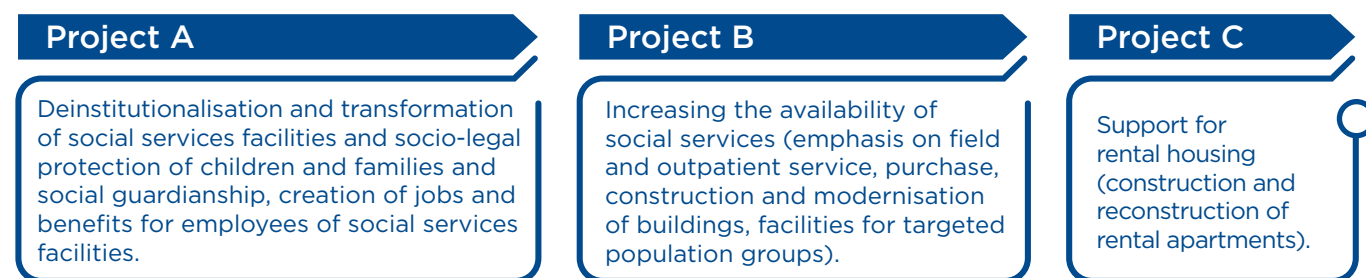 Project A
Deinstitutionalisation and transformation
of social services facilities and socio-legal
protection of children and families and
social guardianship, creation of jobs and
benefits for employees of social services
facilities.
Project B
Increasing the availability of
social services (emphasis on field
and outpatient service, purchase,
construction and modernisation
of buildings, facilities for targeted
population groups).
Project C
Support for
rental housing
(construction and
reconstruction of
rental apartments).